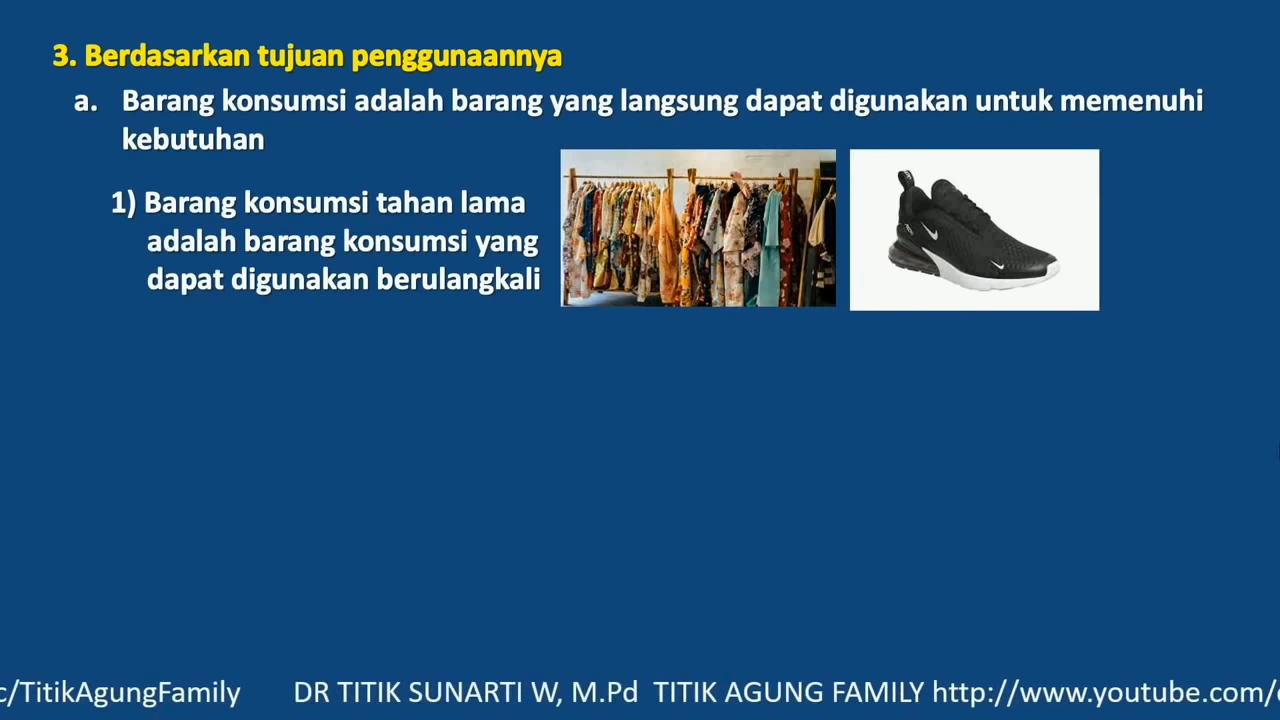 3. Berdasarkan tujuan penggunaannya
a. Barang konsumsi adalah barang yang langsung dapat digunakan untuk memenuhi
kebutuhan
1) Barang konsumsi tahan lama
adalah barang konsumsi yang
dapat digunakan berulangkali
c/TitikAgungFamily DR TITIK SUNARTI W, M.Pd TITIK AGUNG FAMILY http://www.youtube.com/